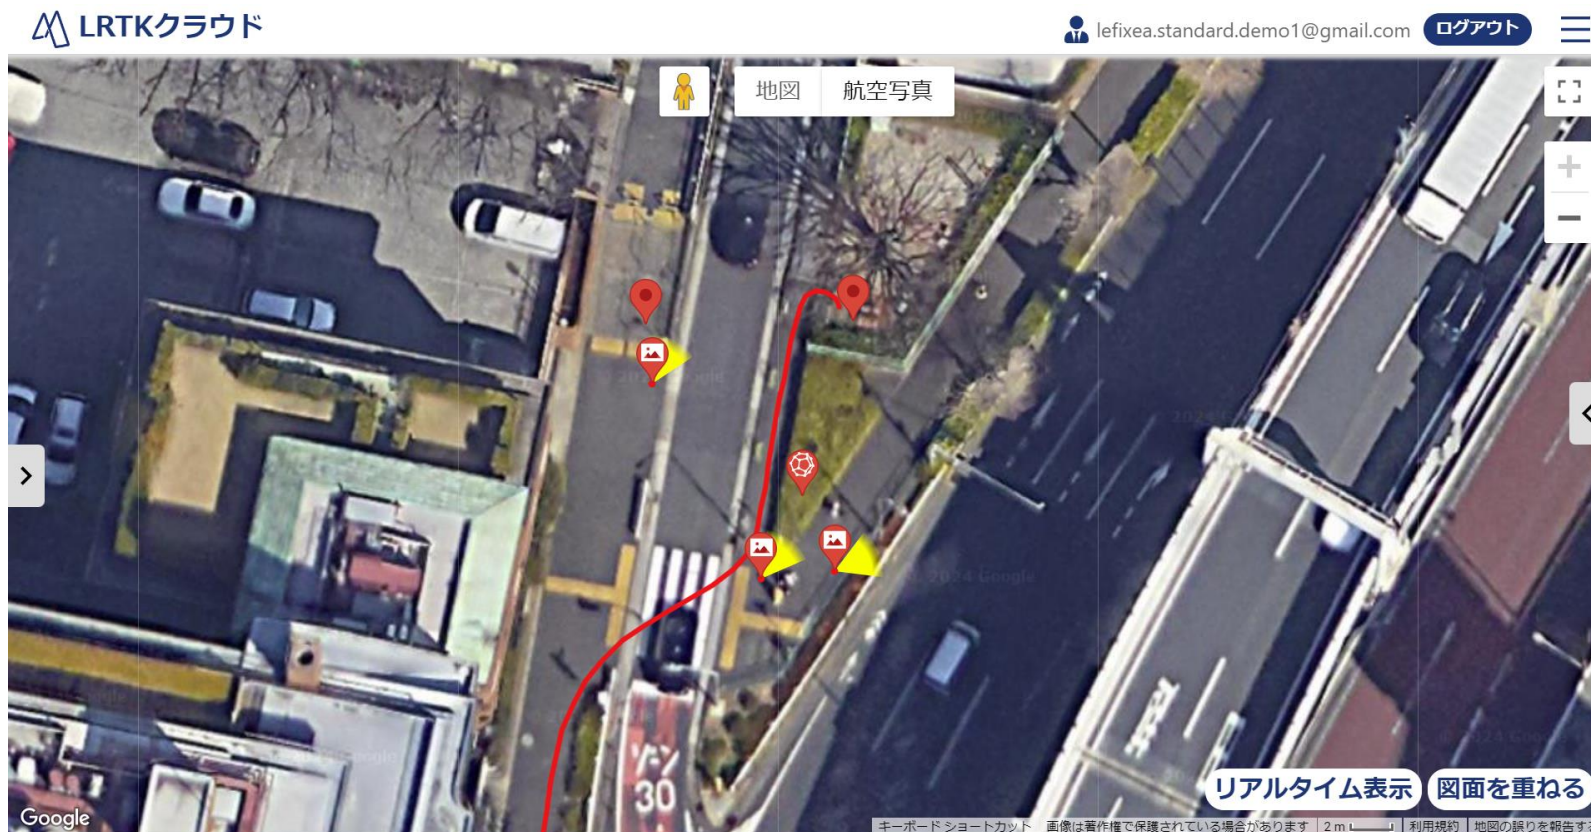 LRTKクラウド
lefixea.standard.demo1@gmail.com
ログアウト
地図
航空写真
2024 Google
ゾーン
30
リアルタイム表示
図面を重ねる
Google
キーボード ショートカット
画像は著作権で保護されている場合があります
2 m
利用規約
地図の誤りを報告す